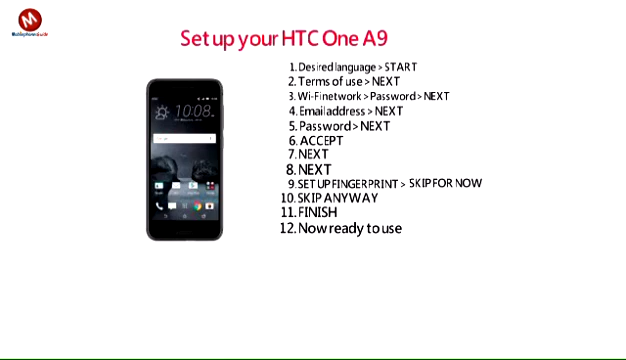 M
Set up your HTC One A9
1. Desired language > START
2. Terms of use > NEXT
3. Wi-Fi network > Password > NEXT
4. Email address > NEXT
5. Password > NEXT
6. ACCEPT
7. NEXT
8. NEXT
9. SET UP FINGERPRINT > SKIP FOR NOW
10. SKIP ANYWAY
11. FINISH
12. Now ready to use
10:08